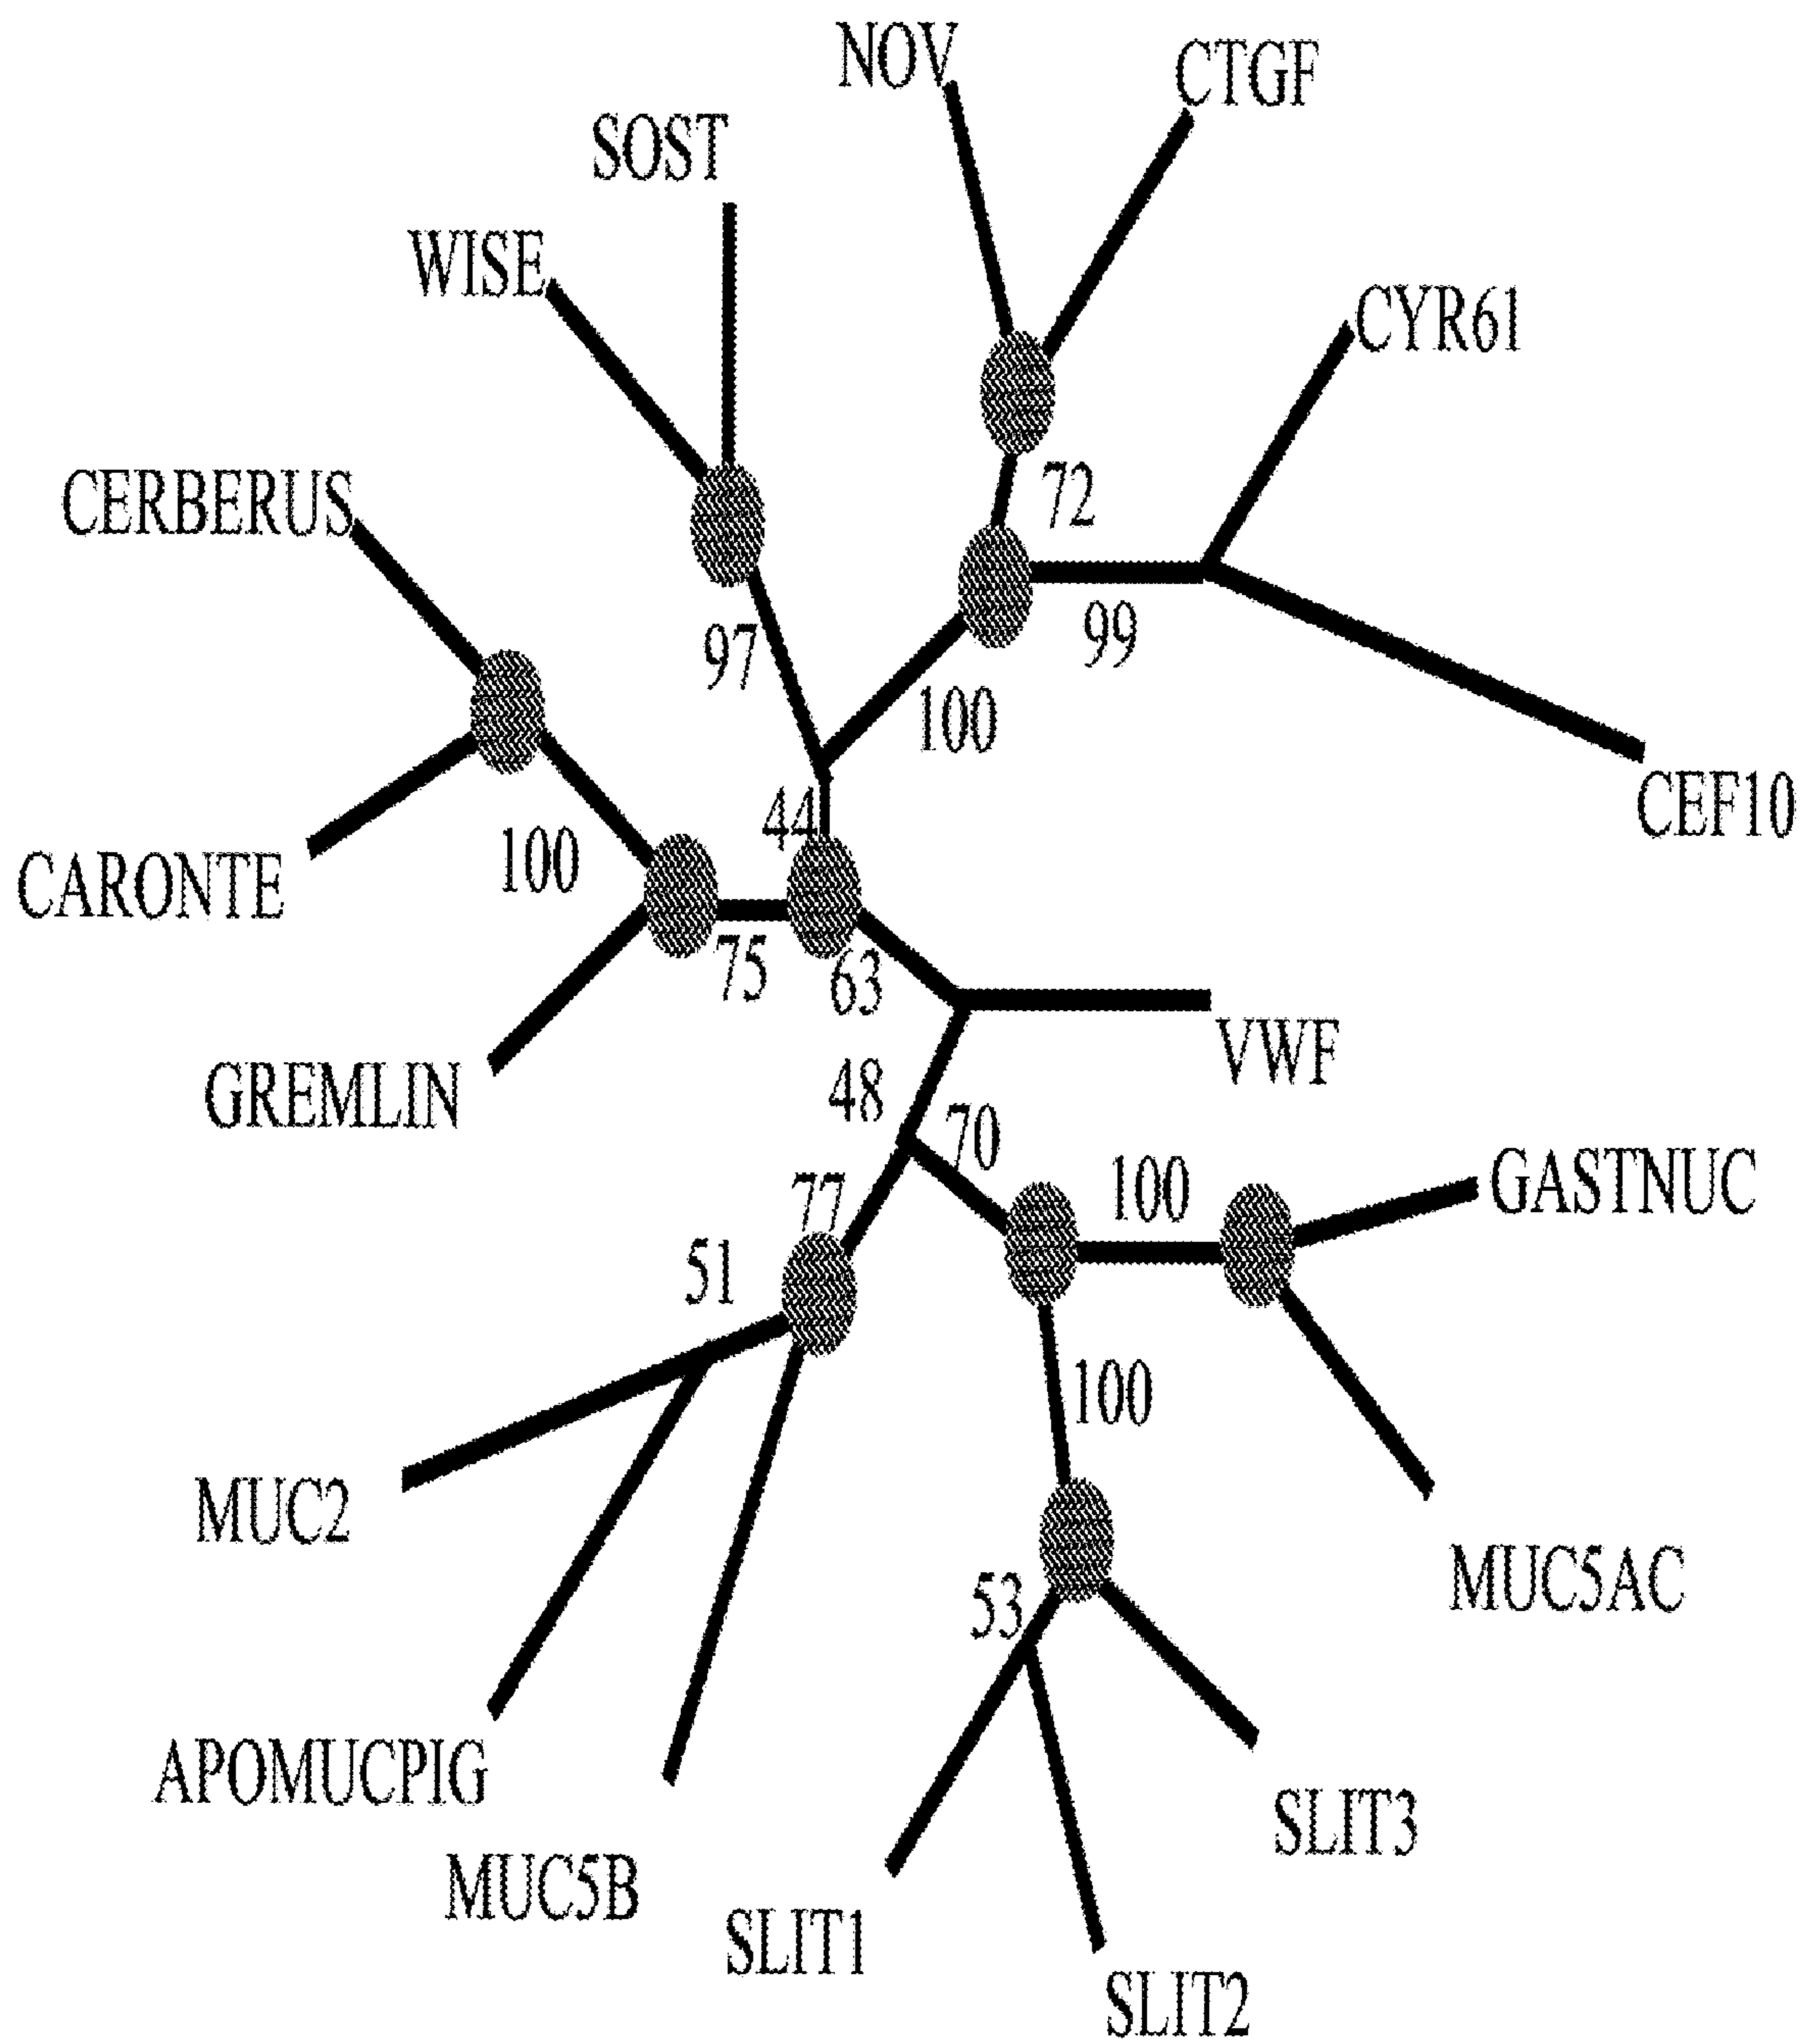 NOV
CTGF
SOST
WISE
CYR61
CERBERUS
72
97
99
100
44
CEF10
100
CARONTE
75
63
VWF
GREMLIN
48
70
77
100
GASTNUC
51
100
MUC2
MUC5AC
53
APOMUCPIG
SLIT3
MUC5B
SLIT1
SLIT2